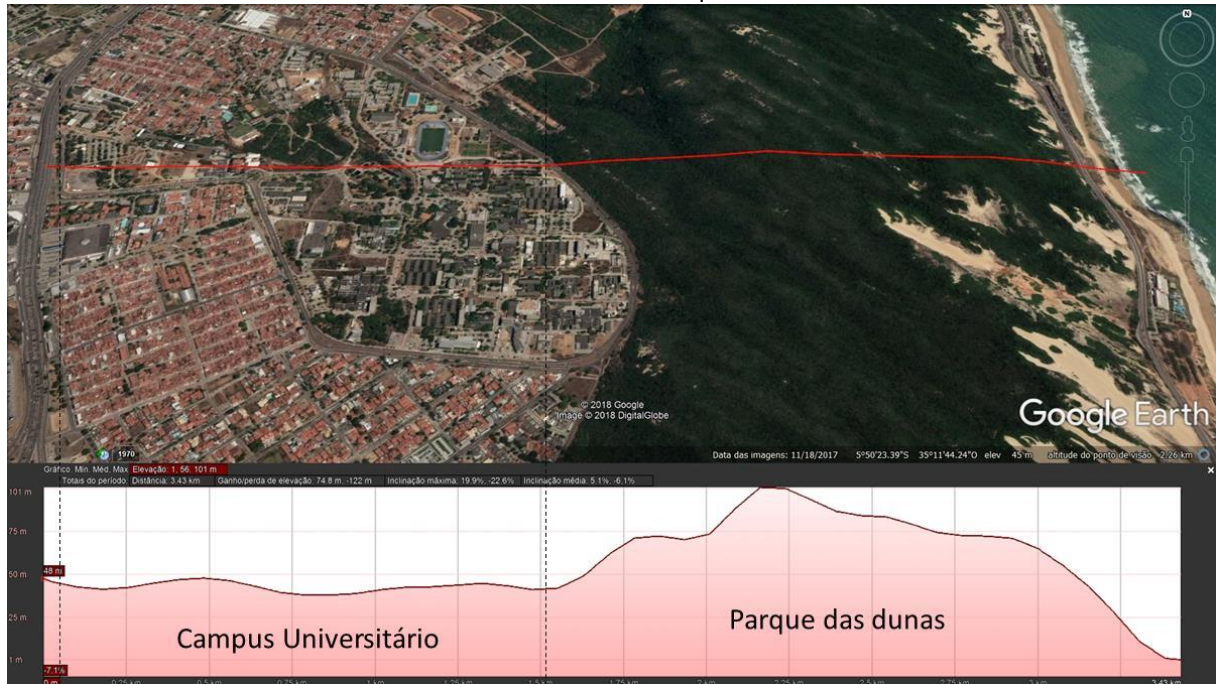 N
© 2018 Google
Image © 2018 DigitalGlobe
Google Earth
1970
Data das imagens: 11/18/2017 5°50'23.39"S 35°11'44.24"O elev 45 m altitude do ponto de visão 2.26 km
Gráfico Mín. Méd. Max Elevação: 1, 56, 101 m
Totais do período: Distância: 3.43 km Ganho/perda de elevação: 74.8 m, -122 m Inclinação máxima: 19.9%, -22.6% Inclinação média: 5.1%, -6.1%
101 m
75 m
48 m
50 m
25 m
1 m
Campus Universitário
Parque das dunas
-7.1%
0 m 0,25 km 0,5 km 0,75 km 1 km 1,25 km 1,5 km 1,75 km 2 km 2,25 km 2,5 km 2,75 km 3 km 3.43 km